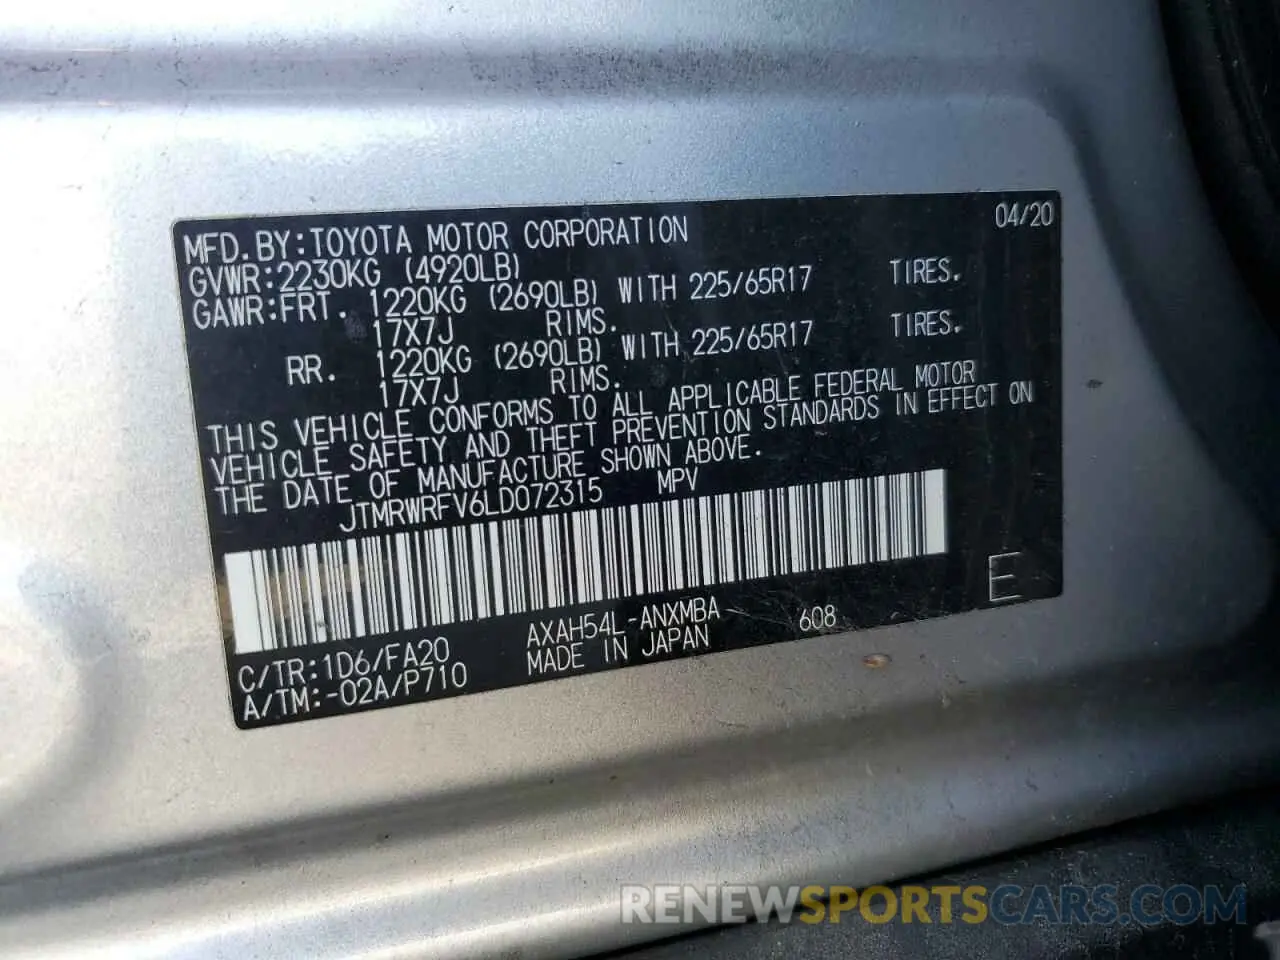 MFD.BY:TOYOTA MOTOR CORPORATION 04/20
GVWR:2230KG (4920LB)
GAWR:FRT. 1220KG (2690LB) WITH 225/65R17 TIRES.
17X7J RIMS.
RR. 1220KG (2690LB) WITH 225/65R17 TIRES.
17X7J RIMS.
THIS VEHICLE CONFORMS TO ALL APPLICABLE FEDERAL MOTOR
VEHICLE SAFETY AND THEFT PREVENTION STANDARDS IN EFFECT ON
THE DATE OF MANUFACTURE SHOWN ABOVE.
JTMRWRFV6LD072315 MPV
E
C/TR:1D6/FA20 AXAH54L-ANXMBA 608
A/TM:-02A/P710 MADE IN JAPAN
RENEWSPORTSCARS.COM